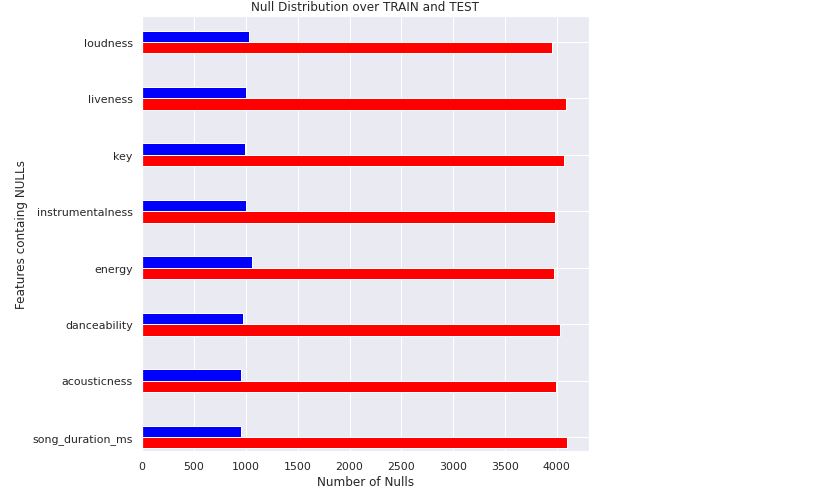 Null Distribution over TRAIN and TEST
Features containg NULLs
loudness
liveness
key
instrumentalness
energy
danceability
acousticness
song_duration_ms
0 500 1000 1500 2000 2500 3000 3500 4000
Number of Nulls